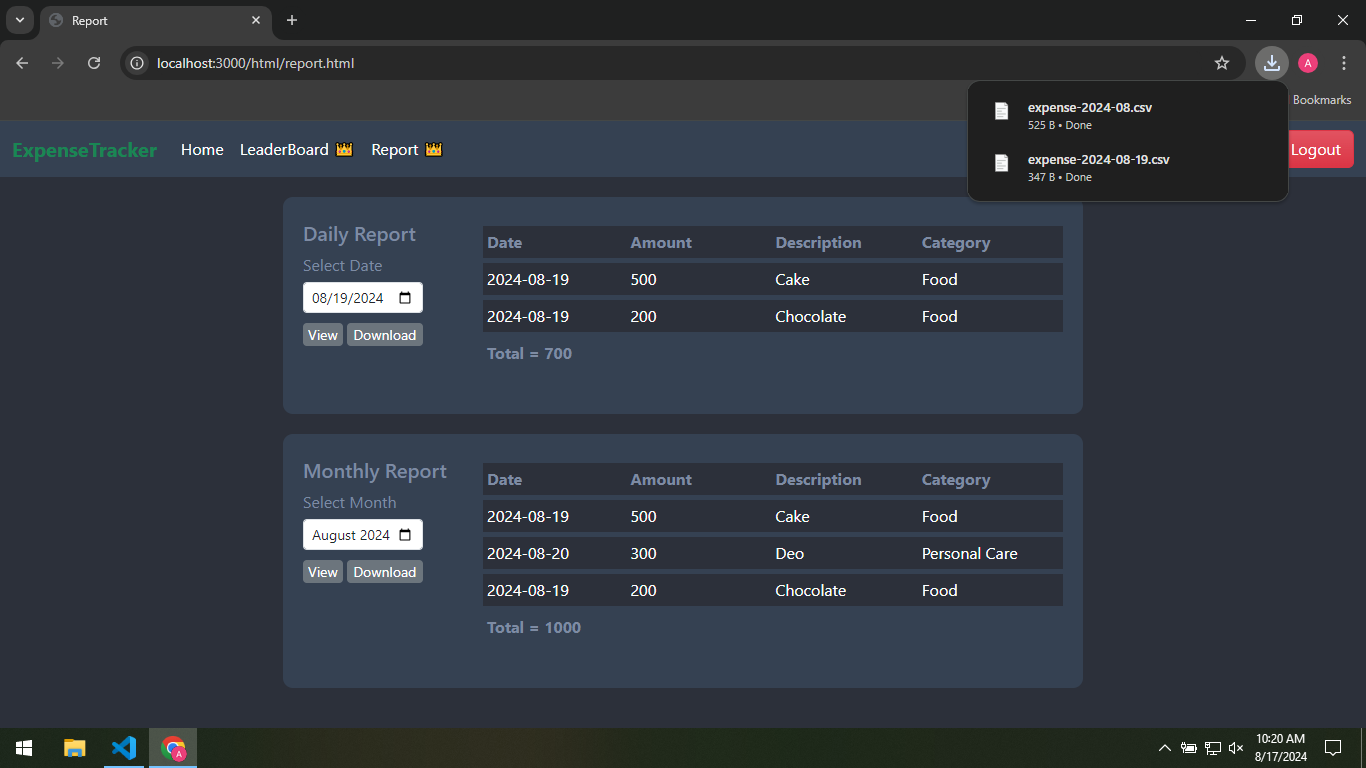 Report
localhost:3000/html/report.html
A
Bookmarks
expense-2024-08.csv
525 B • Done
expense-2024-08-19.csv
347 B • Done
ExpenseTracker Home LeaderBoard Report Logout
Daily Report
Select Date
08/19/2024
View Download
Date Amount Description Category
2024-08-19 500 Cake Food
2024-08-19 200 Chocolate Food
Total = 700
Monthly Report
Select Month
August 2024
View Download
Date Amount Description Category
2024-08-19 500 Cake Food
2024-08-20 300 Deo Personal Care
2024-08-19 200 Chocolate Food
Total = 1000
A
10:20 AM
8/17/2024